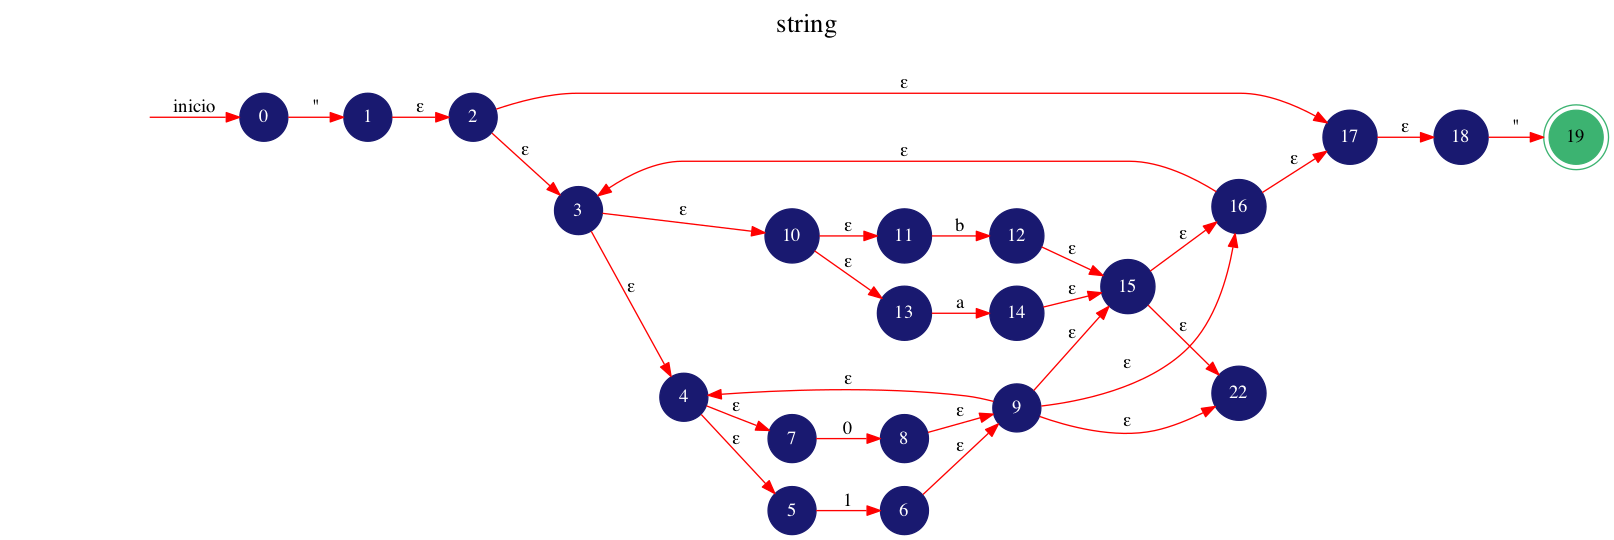 string
ε
inicio 0 " 1 ε 2
17 ε 18 " 19
ε
ε
ε
3 ε
16
10 ε 11 b 12
ε
ε
ε
ε
13 a 14 ε
15
ε
ε
ε
ε
ε
4
ε
9
ε
22
ε
7 0 8
ε
ε
ε
5 1 6